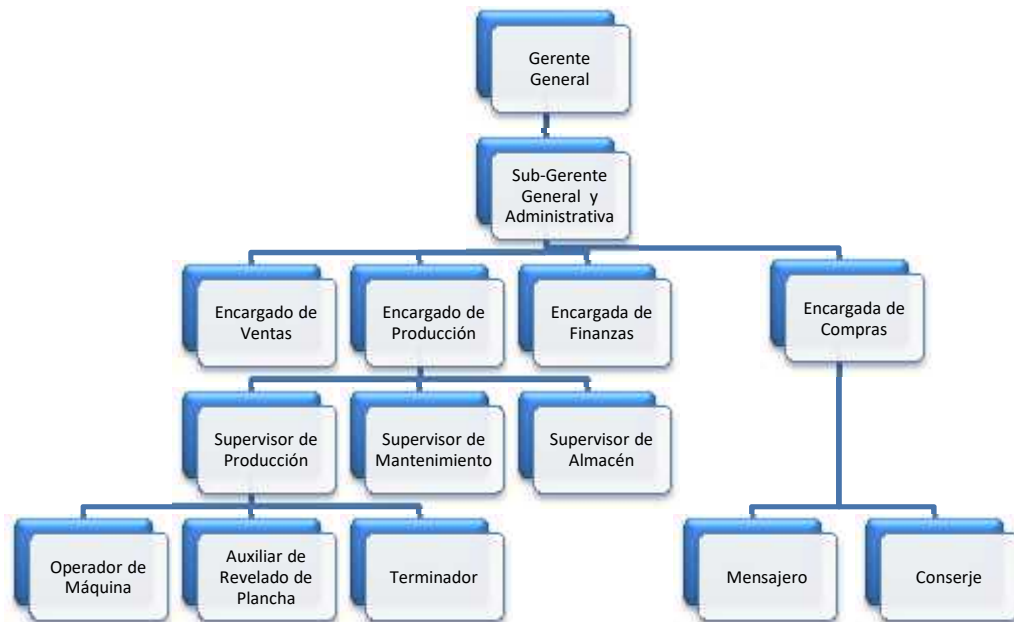 Gerente
General
Sub-Gerente
General y
Administrativa
Encargado de
Ventas
Encargado de
Producción
Encargada de
Finanzas
Encargada de
Compras
Supervisor de
Producción
Supervisor de
Mantenimiento
Supervisor de
Almacén
Operador de
Máquina
Auxiliar de
Revelado de
Plancha
Terminador
Mensajero
Conserje